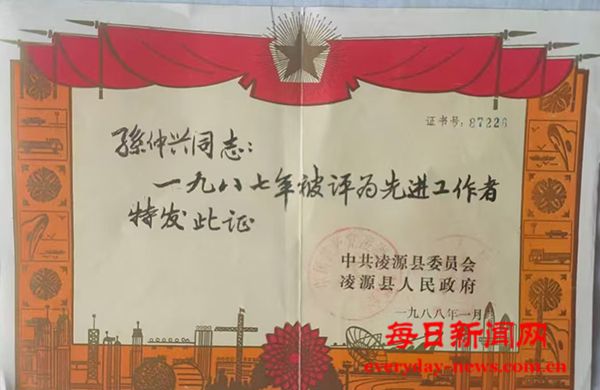 证书号：87226
孫仲兴同志：
一九八七年被评为先进工作者
特发此证
中共凌源县委员会
凌源县人民政府
一九八八年一月
每日新闻网
everyday-news.com.cn